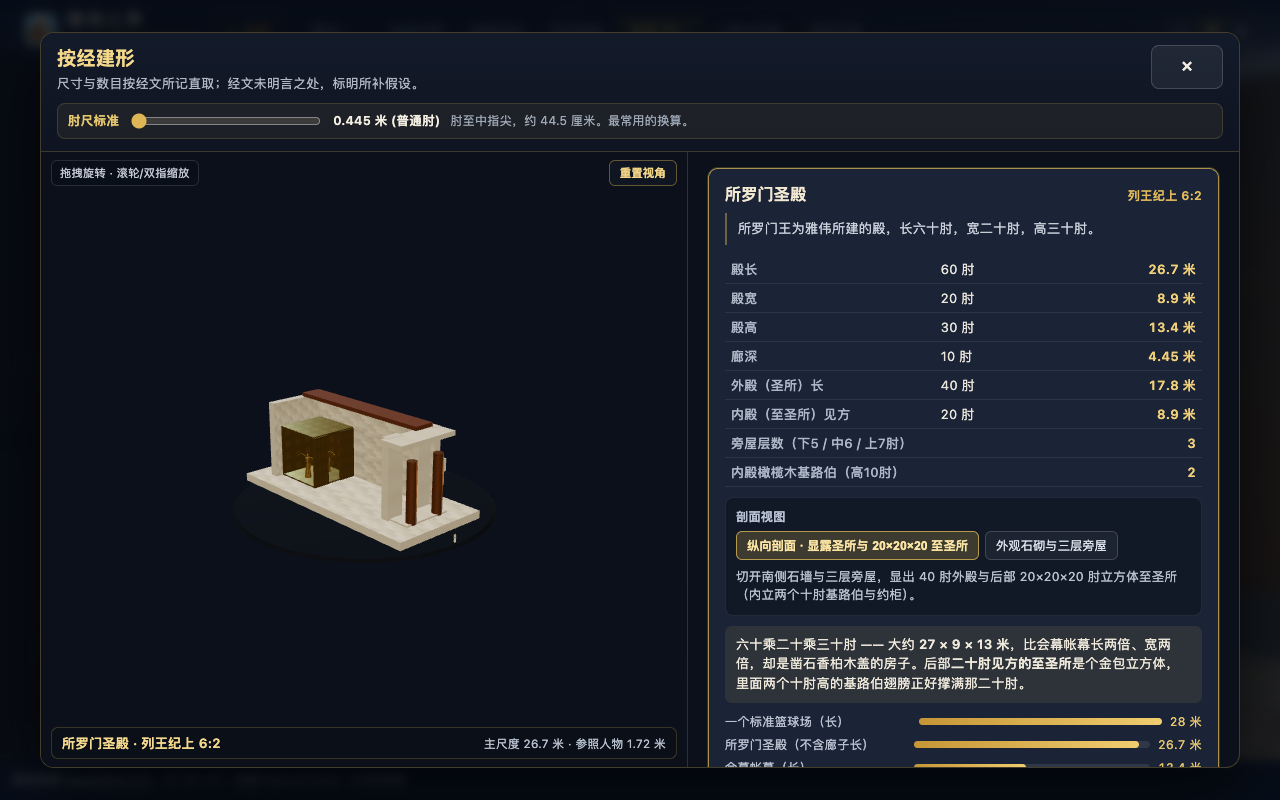 按经建形
尺寸与数目按经文所记直取；经文未明言之处，标明所补假设。
×
肘尺标准 0.445 米 (普通肘) 肘至中指尖，约 44.5 厘米。最常用的换算。
拖拽旋转 · 滚轮/双指缩放
重置视角
所罗门圣殿 · 列王纪上 6:2
主尺度 26.7 米 · 参照人物 1.72 米
所罗门圣殿 列王纪上 6:2
所罗门王为雅伟所建的殿，长六十肘，宽二十肘，高三十肘。
殿长 60 肘 26.7 米
殿宽 20 肘 8.9 米
殿高 30 肘 13.4 米
廊深 10 肘 4.45 米
外殿（圣所）长 40 肘 17.8 米
内殿（至圣所）见方 20 肘 8.9 米
旁屋层数（下5 / 中6 / 上7肘） 3
内殿橄榄木基路伯（高10肘） 2
剖面视图
纵向剖面 · 显露圣所与 20×20×20 至圣所
外观石砌与三层旁屋
切开南侧石墙与三层旁屋，显出 40 肘外殿与后部 20×20×20 肘立方体至圣所
（内立两个十肘基路伯与约柜）。
六十乘二十乘三十肘 —— 大约 27 × 9 × 13 米，比会幕帐幕长两倍、宽两
倍，却是凿石香柏木盖的房子。后部二十肘见方的至圣所是个金包立方体，
里面两个十肘高的基路伯翅膀正好撑满那二十肘。
一个标准篮球场（长） 28 米
所罗门圣殿（不含廊子长） 26.7 米
会幕帐幕（长） 13.4 米